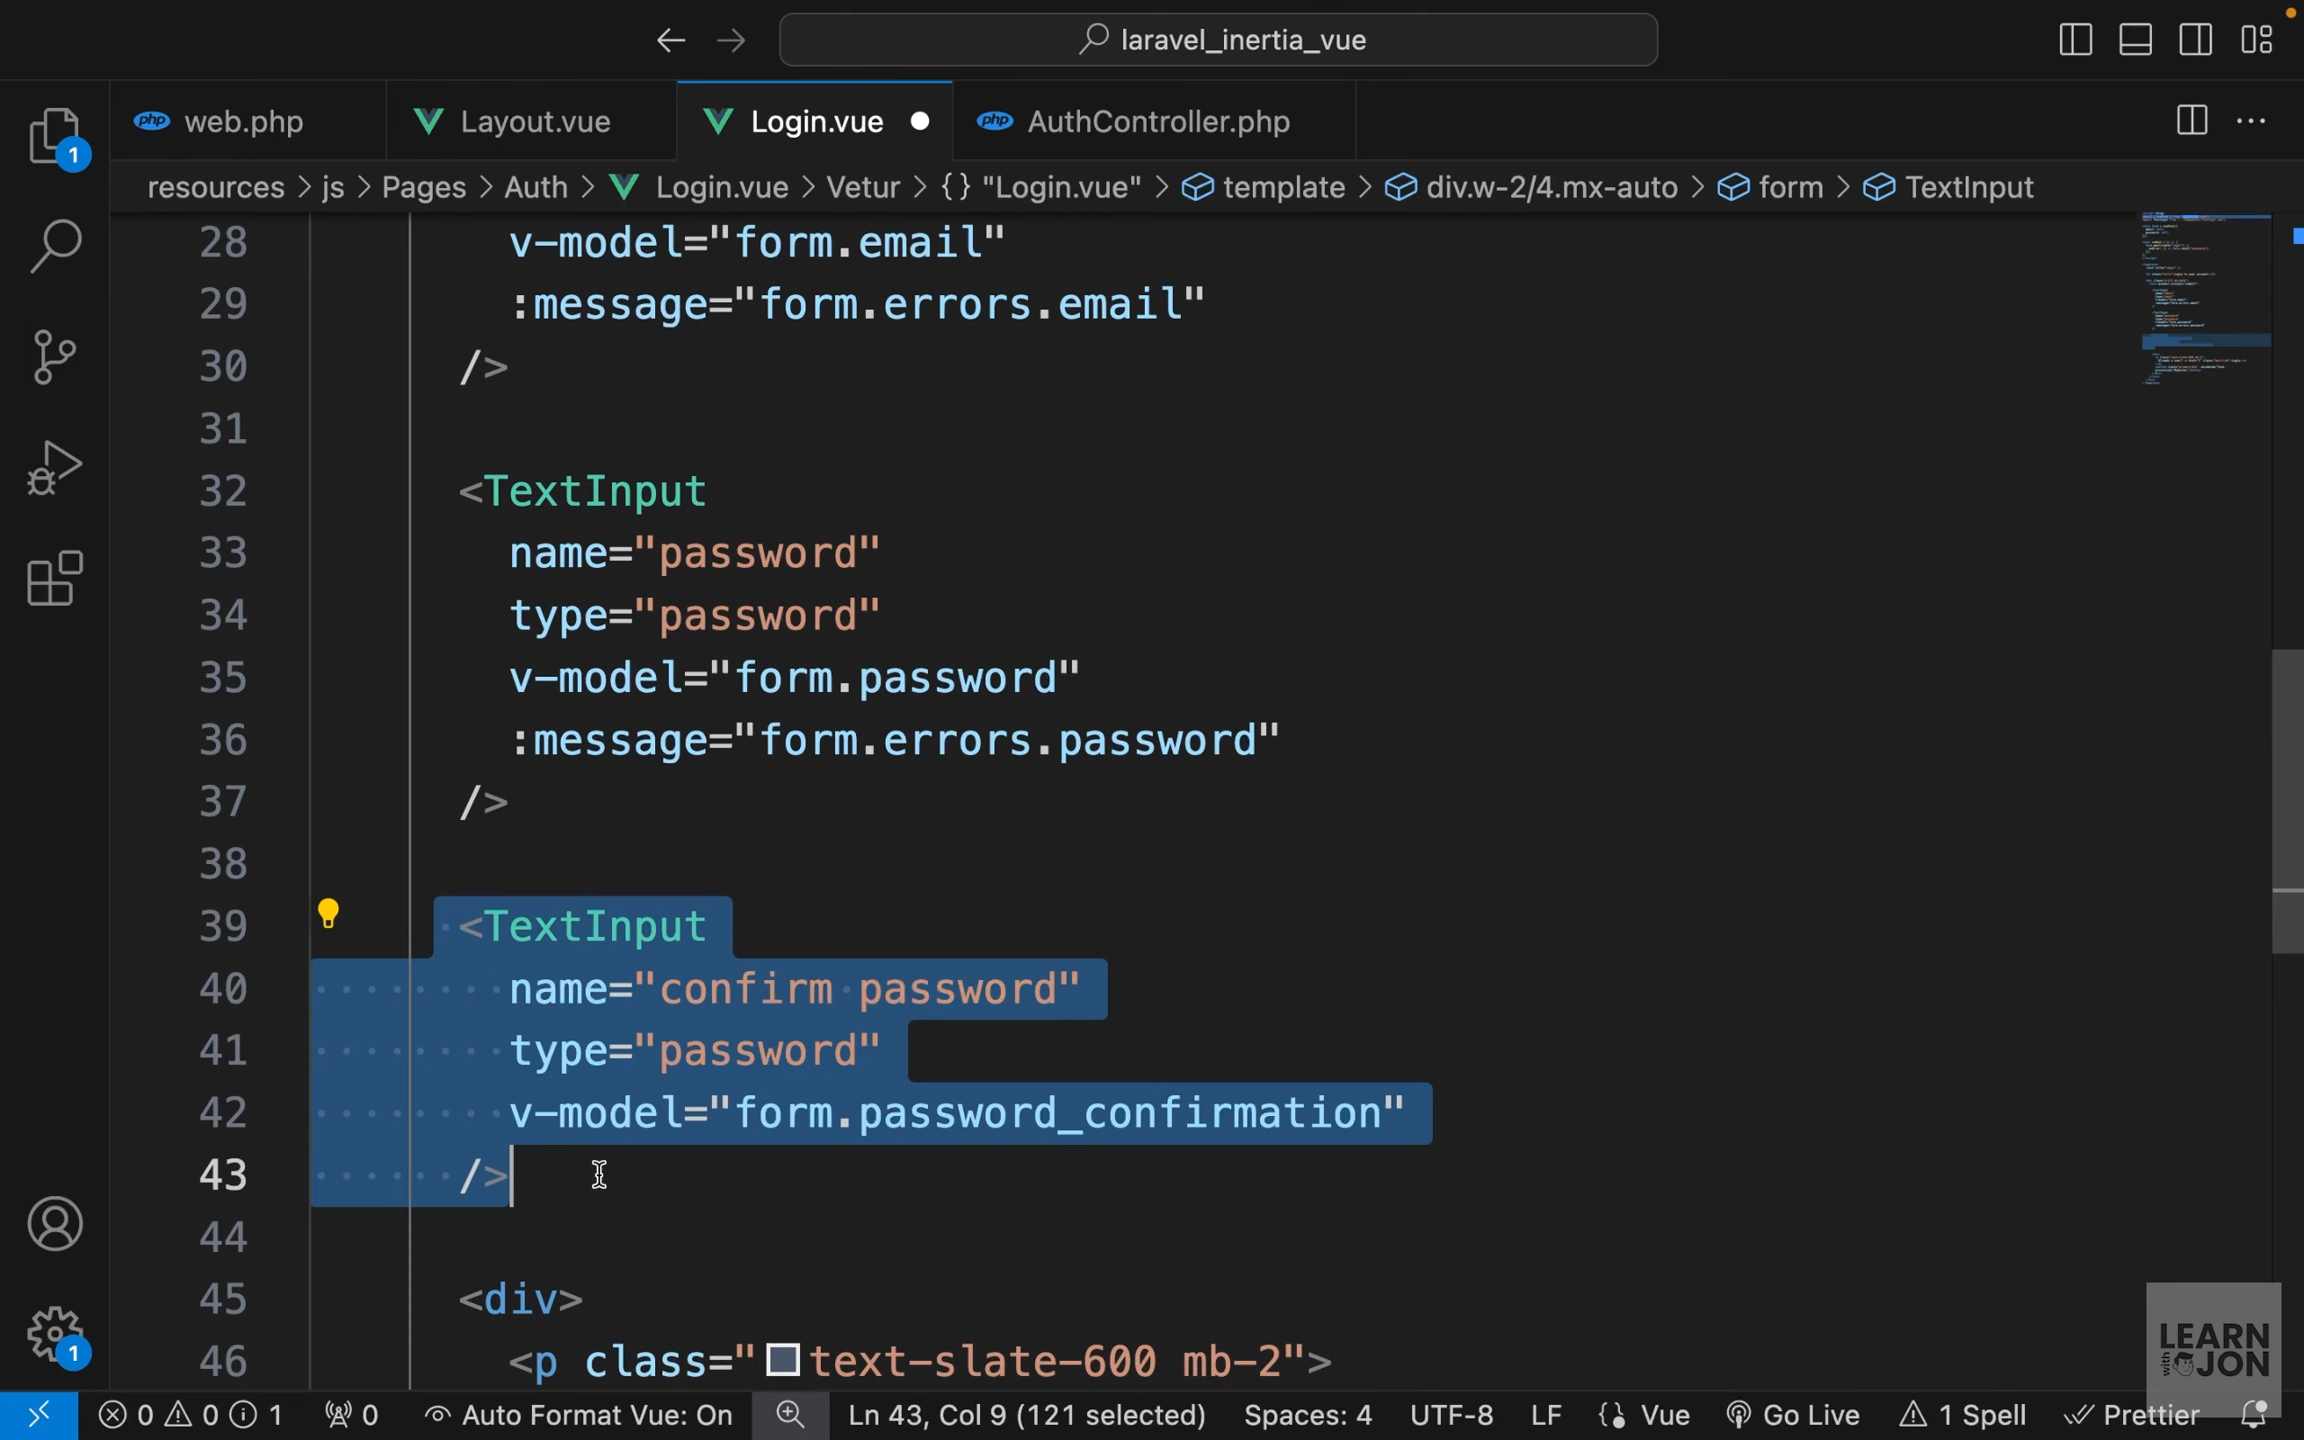 laravel_inertia_vue
php web.php
Layout.vue
Login.vue
php AuthController.php
resources > js > Pages > Auth > Login.vue > Vetur > {} "Login.vue" > template > div.w-2/4.mx-auto > form > TextInput
28 v-model="form.email"
29 :message="form.errors.email"
30 />
31
32 <TextInput
33 name="password"
34 type="password"
35 v-model="form.password"
36 :message="form.errors.password"
37 />
38
39 <TextInput
40 name="confirm password"
41 type="password"
42 v-model="form.password_confirmation"
43 />
44
45 <div>
46 <p class="text-slate-600 mb-2">
1
1
LEARN
with JON
0 0 1 0 Auto Format Vue: On Ln 43, Col 9 (121 selected) Spaces: 4 UTF-8 LF {} Vue Go Live 1 Spell Prettier